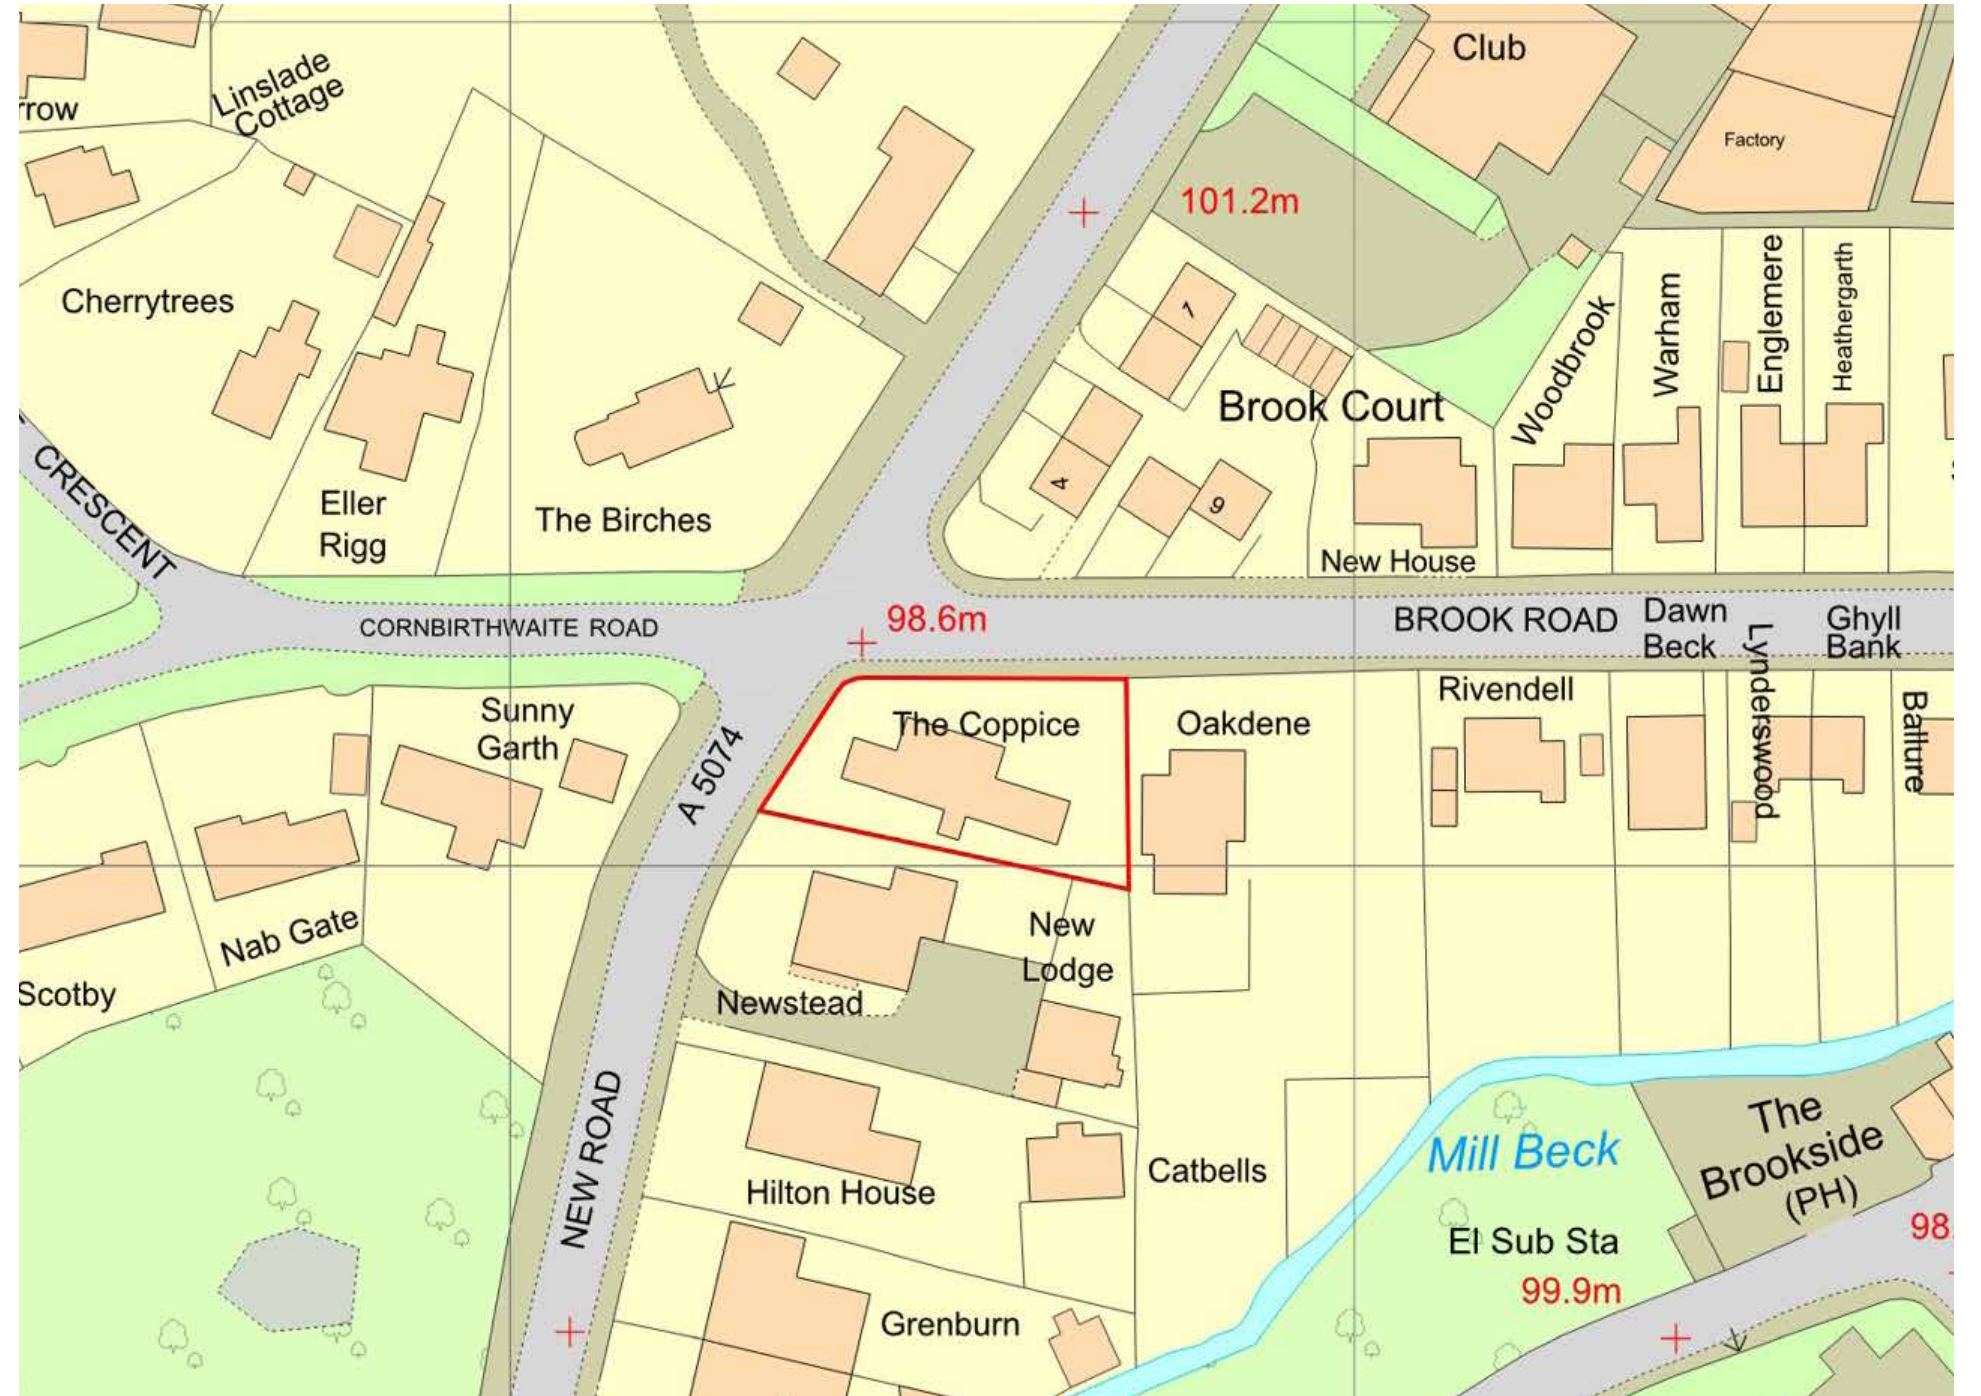 Club
Linslade
Cottage
rrow
Factory
101.2m
Cherrytrees
Woodbrook
Warham
Englemere
Heathergarth
7
Brook Court
4
9
CRESCENT
Eller
Rigg
The Birches
New House
98.6m
CORNBIRTHWAITE ROAD
BROOK ROAD
Dawn
Beck
Lynderswood
Ghyll
Bank
Sunny
Garth
A 5074
The Coppice
Oakdene
Rivendell
Ballure
Nab Gate
New
Lodge
Scotby
Newstead
NEW ROAD
Hilton House
Catbells
Mill Beck
The
Brookside
(PH)
El Sub Sta
98.
99.9m
Grenburn